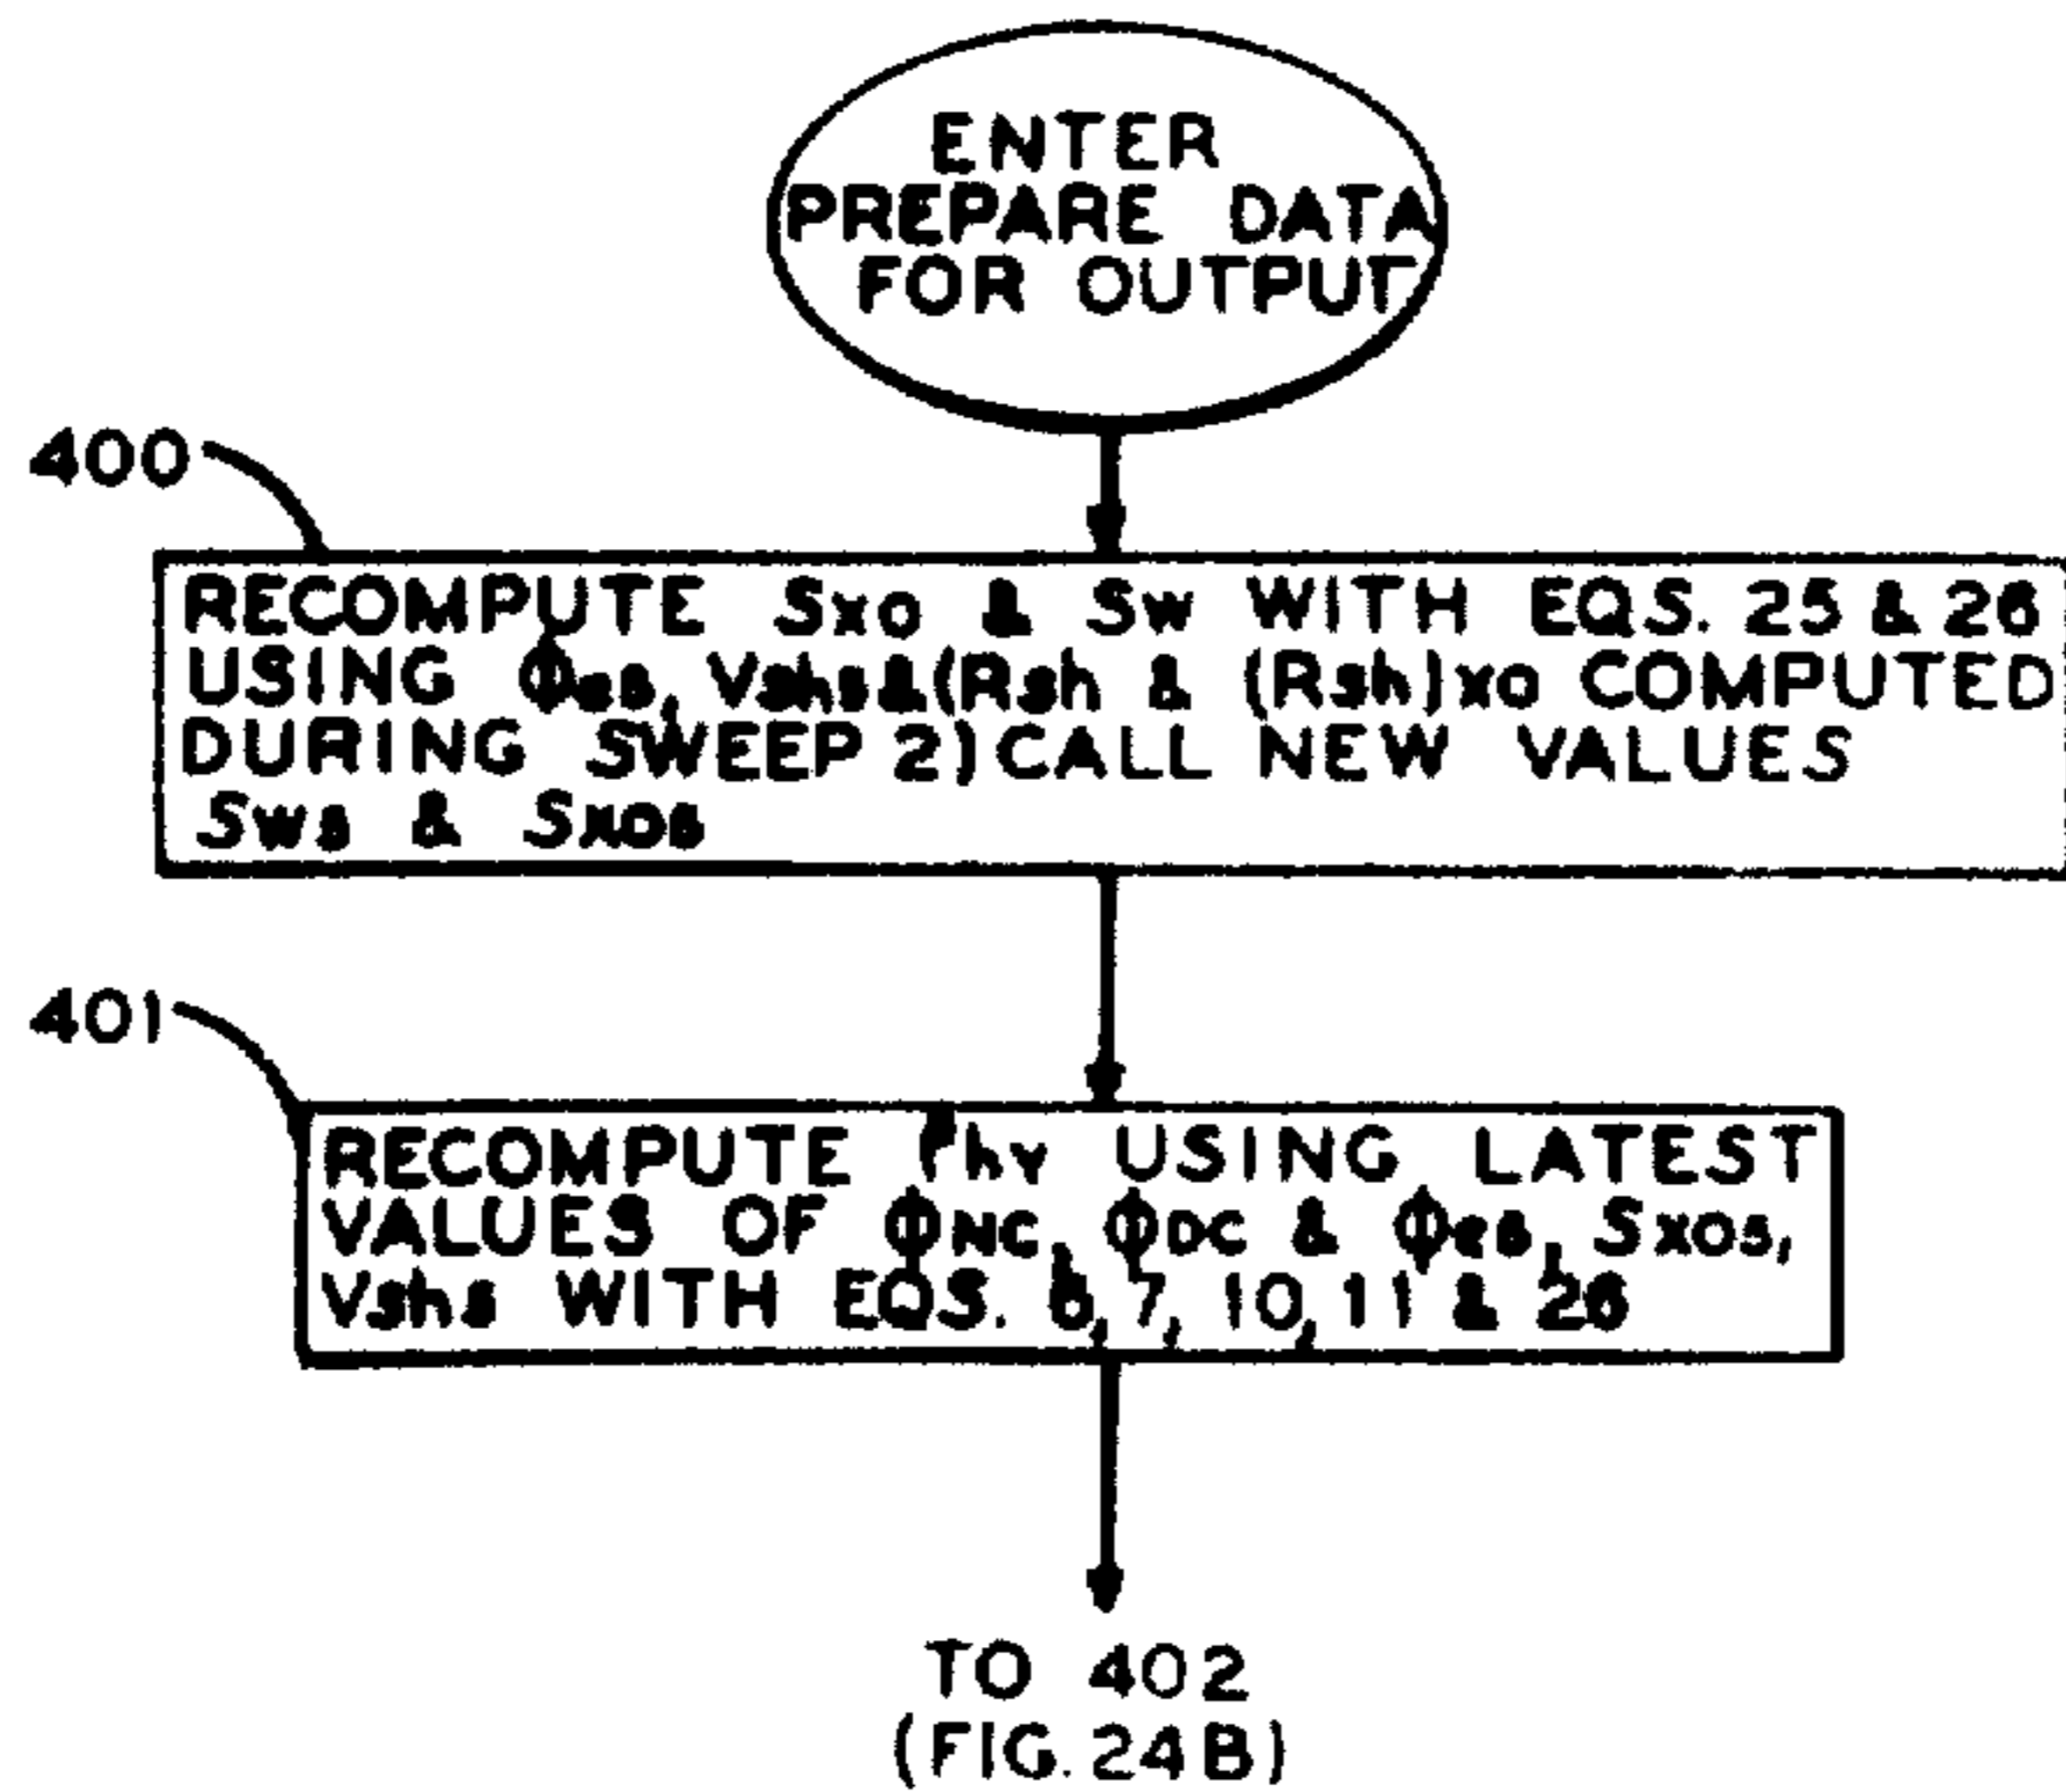 ENTER
PREPARE DATA
FOR OUTPUT
400
RECOMPUTE Sxo & Sw WITH EQS. 25 & 26
USING ϕes, Vshs&(Rsh & (Rsh)xo COMPUTED
DURING SWEEP 2)CALL NEW VALUES
Sws & Sxos
401
RECOMPUTE ρhy USING LATEST
VALUES OF ϕNC, ϕDC & ϕes, Sxos,
Vshs WITH EQS. 6, 7, 10, 11 & 26
TO 402
(FIG. 24B)